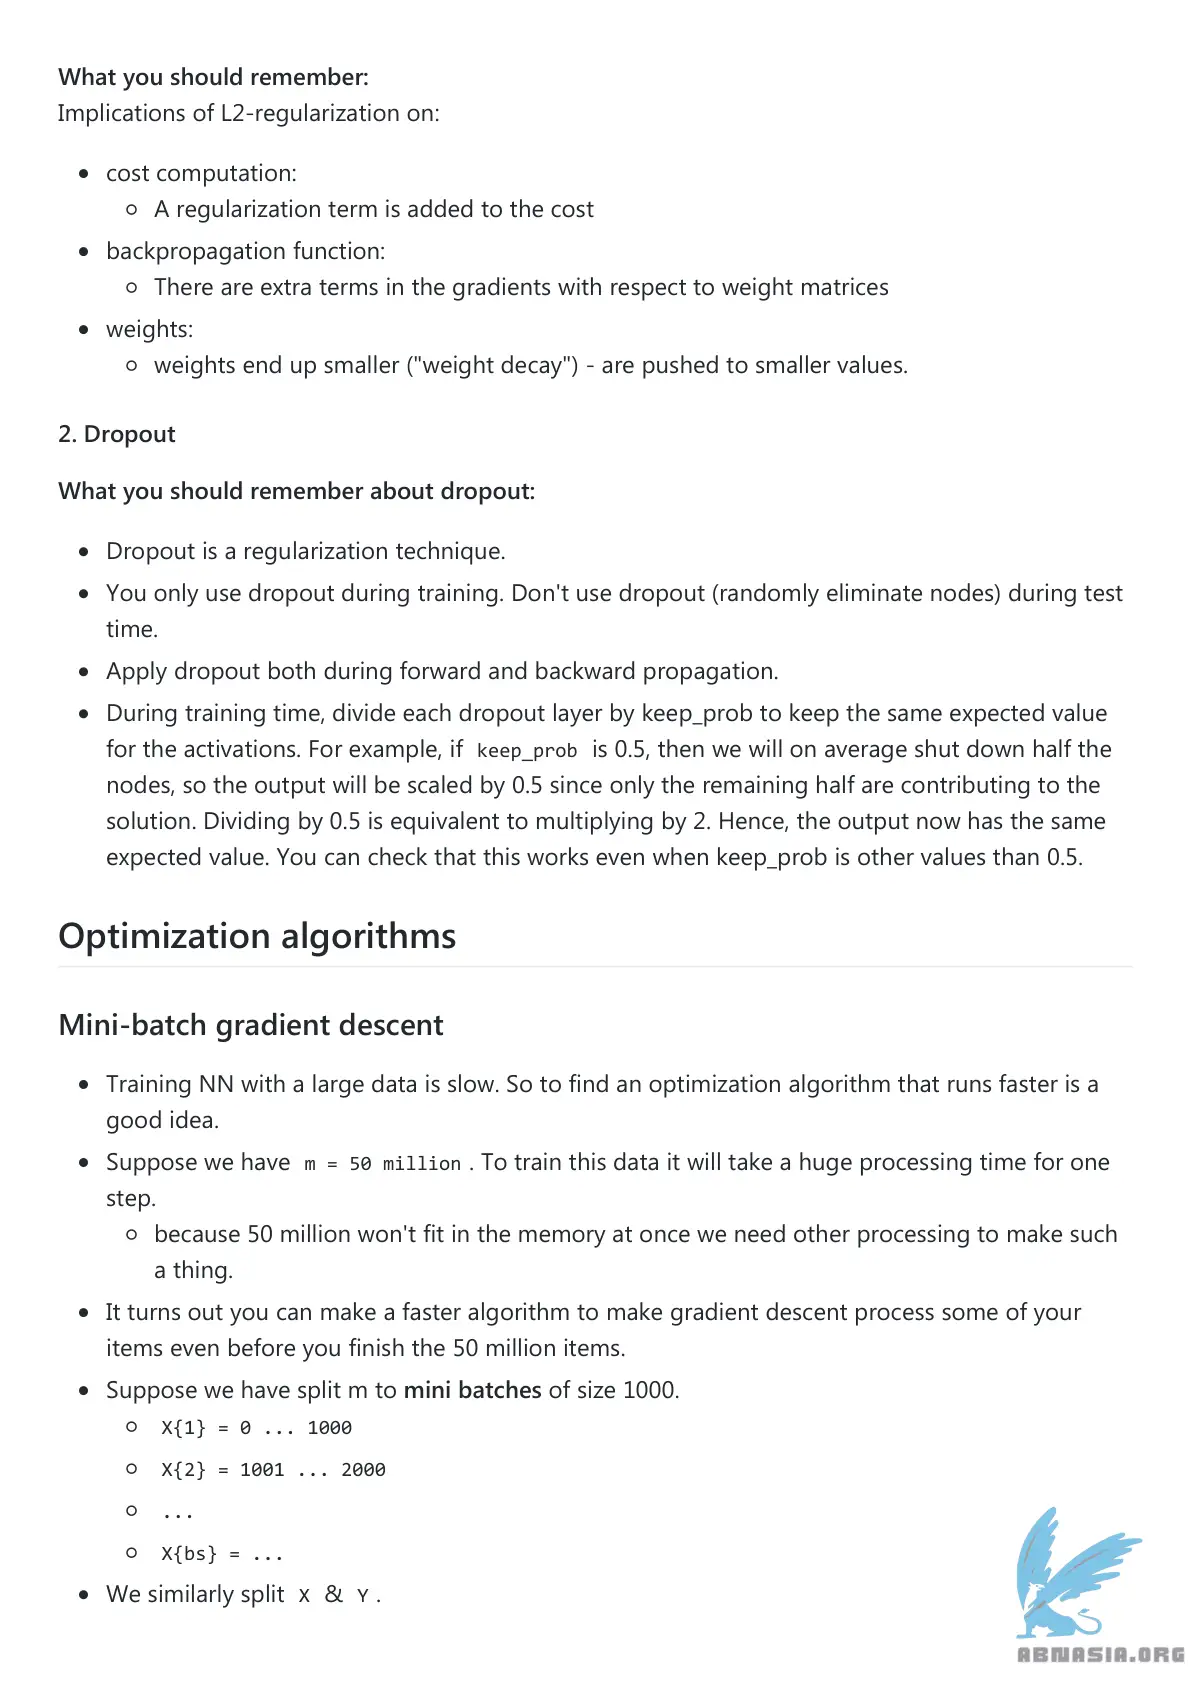 What you should remember:
Implications of L2-regularization on:
• cost computation:
○ A regularization term is added to the cost
• backpropagation function:
○ There are extra terms in the gradients with respect to weight matrices
• weights:
○ weights end up smaller ("weight decay") - are pushed to smaller values.
2. Dropout
What you should remember about dropout:
• Dropout is a regularization technique.
• You only use dropout during training. Don't use dropout (randomly eliminate nodes) during test
time.
• Apply dropout both during forward and backward propagation.
• During training time, divide each dropout layer by keep_prob to keep the same expected value
for the activations. For example, if keep_prob is 0.5, then we will on average shut down half the
nodes, so the output will be scaled by 0.5 since only the remaining half are contributing to the
solution. Dividing by 0.5 is equivalent to multiplying by 2. Hence, the output now has the same
expected value. You can check that this works even when keep_prob is other values than 0.5.
Optimization algorithms
Mini-batch gradient descent
• Training NN with a large data is slow. So to find an optimization algorithm that runs faster is a
good idea.
• Suppose we have m = 50 million . To train this data it will take a huge processing time for one
step.
○ because 50 million won't fit in the memory at once we need other processing to make such
a thing.
• It turns out you can make a faster algorithm to make gradient descent process some of your
items even before you finish the 50 million items.
• Suppose we have split m to mini batches of size 1000.
○ X{1} = 0 ... 1000
○ X{2} = 1001 ... 2000
○ ...
○ X{bs} = ...
• We similarly split X & Y .
ABNASIA.ORG